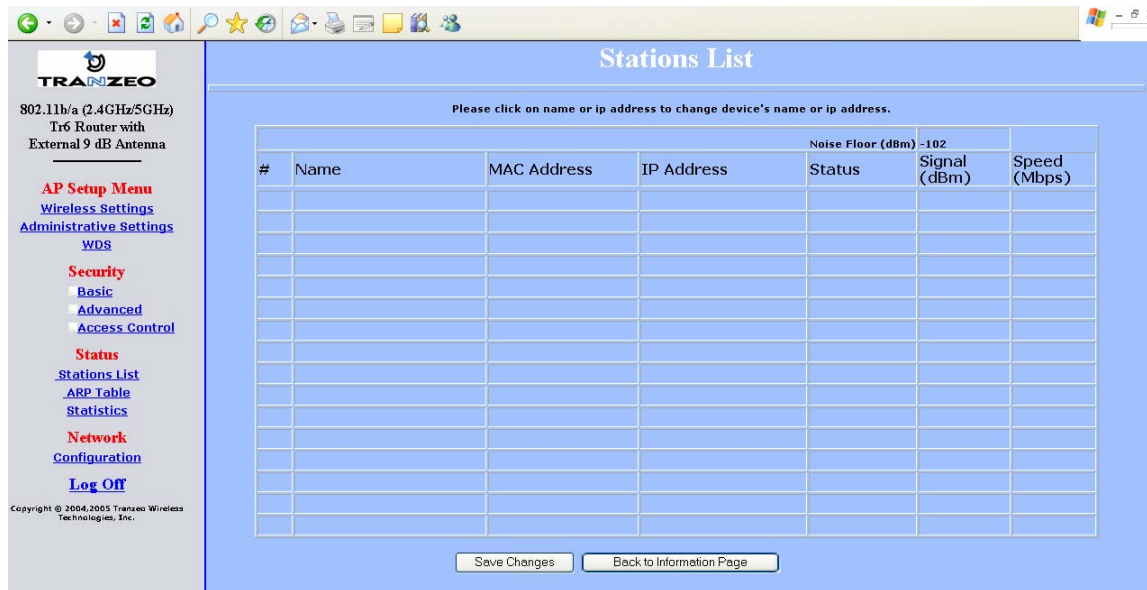 TRANZEO
802.11b/a (2.4GHz/5GHz)
Tr6 Router with
External 9 dB Antenna
AP Setup Menu
Wireless Settings
Administrative Settings
WDS
Security
Basic
Advanced
Access Control
Status
Stations List
ARP Table
Statistics
Network
Configuration
Log Off
Copyright © 2004,2005 Tranzeo Wireless
Technologies, Inc.
Stations List
Please click on name or ip address to change device's name or ip address.
Noise Floor (dBm) -102
# Name MAC Address IP Address Status Signal (dBm) Speed (Mbps)
Save Changes Back to Information Page